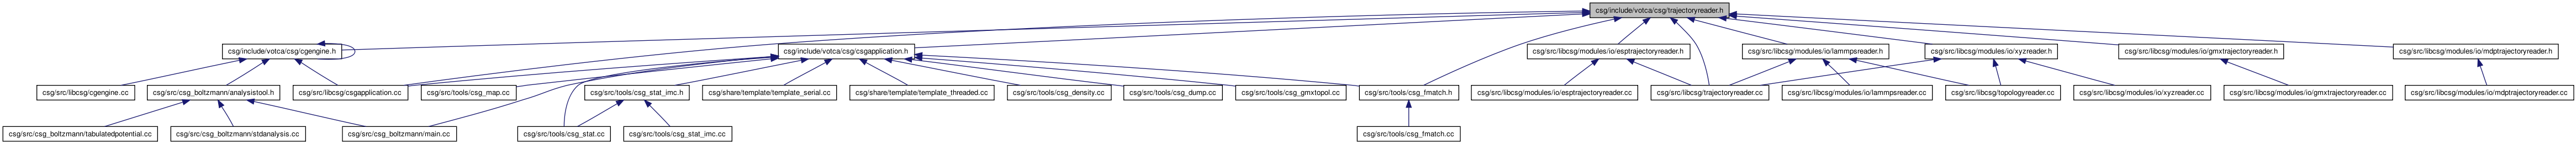 csg/include/votca/csg/trajectoryreader.h
csg/include/votca/csg/cgengine.h
csg/include/votca/csg/csgapplication.h
csg/src/libcsg/modules/io/esptrajectoryreader.h
csg/src/libcsg/modules/io/lammpsreader.h
csg/src/libcsg/modules/io/xyzreader.h
csg/src/libcsg/modules/io/gmxtrajectoryreader.h
csg/src/libcsg/modules/io/mdptrajectoryreader.h
csg/src/libcsg/cgengine.cc
csg/src/csg_boltzmann/analysistool.h
csg/src/libcsg/csgapplication.cc
csg/src/tools/csg_map.cc
csg/src/tools/csg_stat_imc.h
csg/share/template/template_serial.cc
csg/share/template/template_threaded.cc
csg/src/tools/csg_density.cc
csg/src/tools/csg_dump.cc
csg/src/tools/csg_gmxtopol.cc
csg/src/tools/csg_fmatch.h
csg/src/libcsg/modules/io/esptrajectoryreader.cc
csg/src/libcsg/trajectoryreader.cc
csg/src/libcsg/modules/io/lammpsreader.cc
csg/src/libcsg/topologyreader.cc
csg/src/libcsg/modules/io/xyzreader.cc
csg/src/libcsg/modules/io/gmxtrajectoryreader.cc
csg/src/libcsg/modules/io/mdptrajectoryreader.cc
csg/src/csg_boltzmann/tabulatedpotential.cc
csg/src/csg_boltzmann/stdanalysis.cc
csg/src/csg_boltzmann/main.cc
csg/src/tools/csg_stat.cc
csg/src/tools/csg_stat_imc.cc
csg/src/tools/csg_fmatch.cc